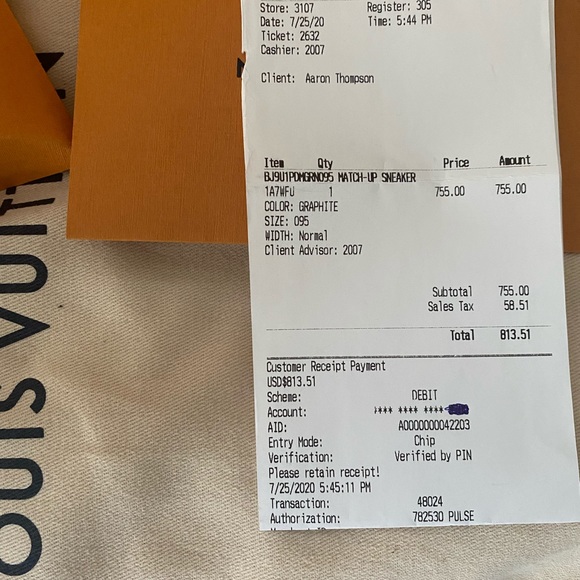 Store: 3107 Register: 305
Date: 7/25/20 Time: 5:44 PM
Ticket: 2632
Cashier: 2007
Client: Aaron Thompson
Item Qty Price Amount
BJ9U1PDMGRN095 MATCH-UP SNEAKER
1A7WFU 1 755.00 755.00
COLOR: GRAPHITE
SIZE: 095
WIDTH: Normal
Client Advisor: 2007
Subtotal 755.00
Sales Tax 58.51
Total 813.51
Customer Receipt Payment
USD$813.51
Scheme: DEBIT
Account: **** **** ****
AID: A0000000042203
Entry Mode: Chip
Verification: Verified by PIN
Please retain receipt!
7/25/2020 5:45:11 PM
Transaction: 48024
Authorization: 782530 PULSE
OUIS VUITTON